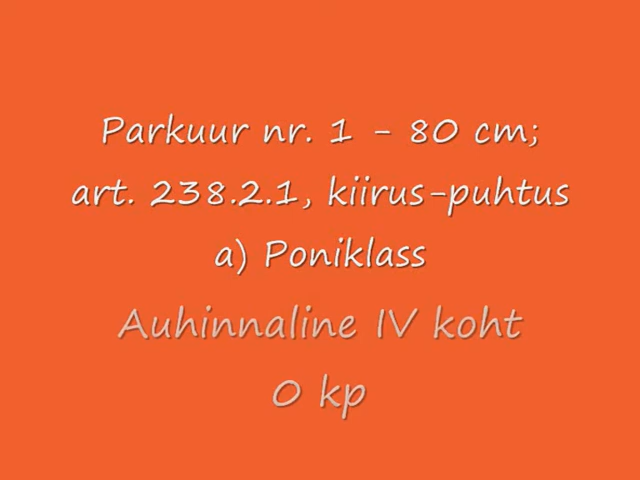 Parkuur nr. 1 - 80 cm;
art. 238.2.1, kiirus-puhtus
a) Poniklass
Auhinnaline IV koht
0 kp